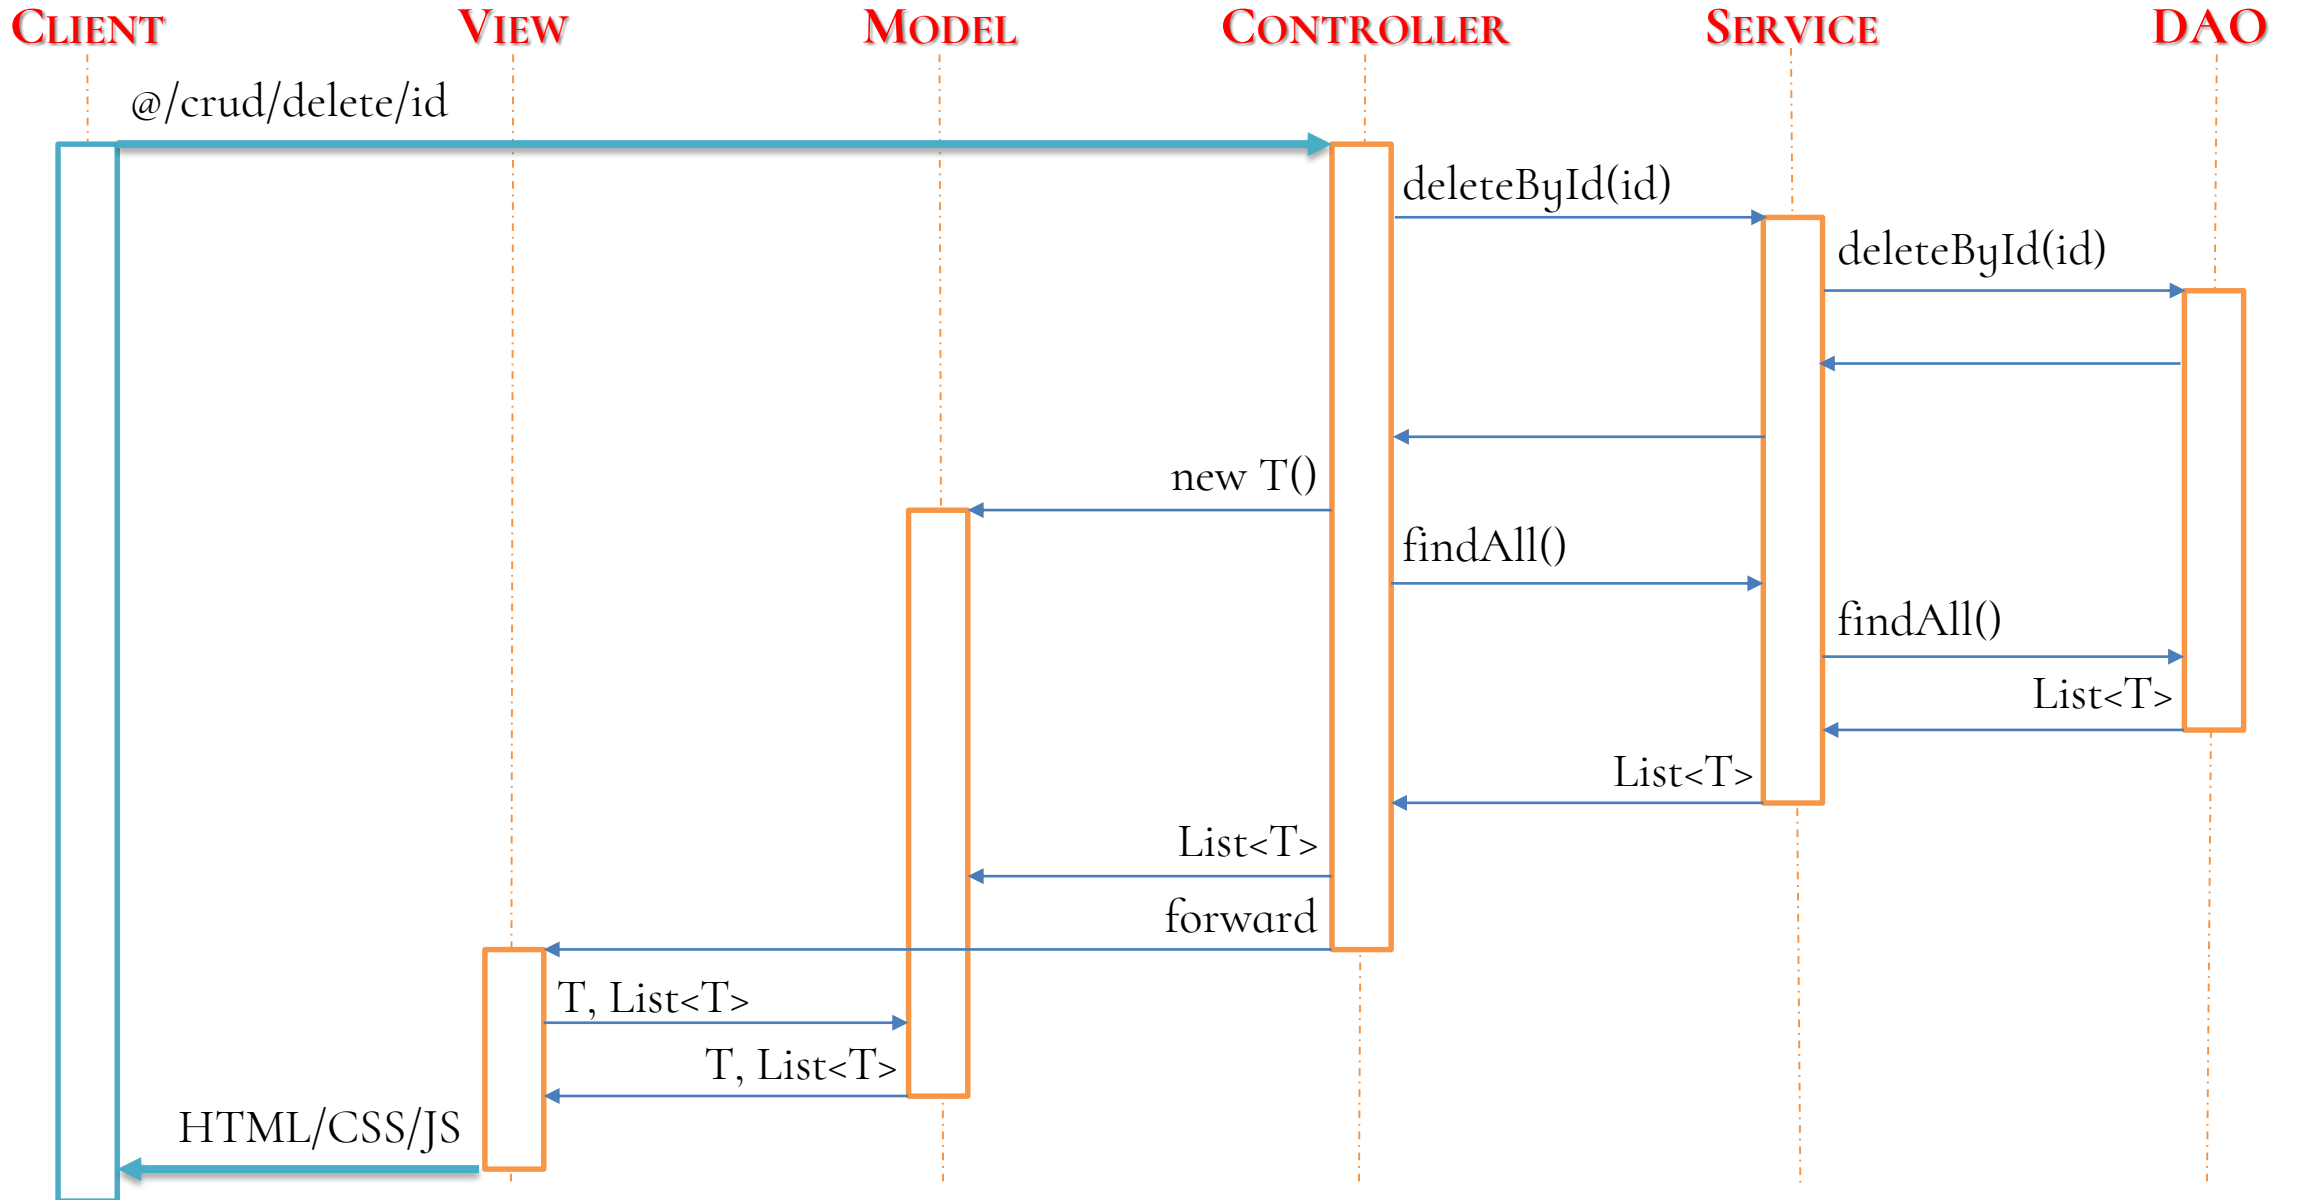 CLIENT
VIEW
MODEL
CONTROLLER
SERVICE
DAO
@/crud/delete/id
deleteById(id)
deleteById(id)
new T()
findAll()
findAll()
List<T>
List<T>
List<T>
forward
T, List<T>
T, List<T>
HTML/CSS/JS